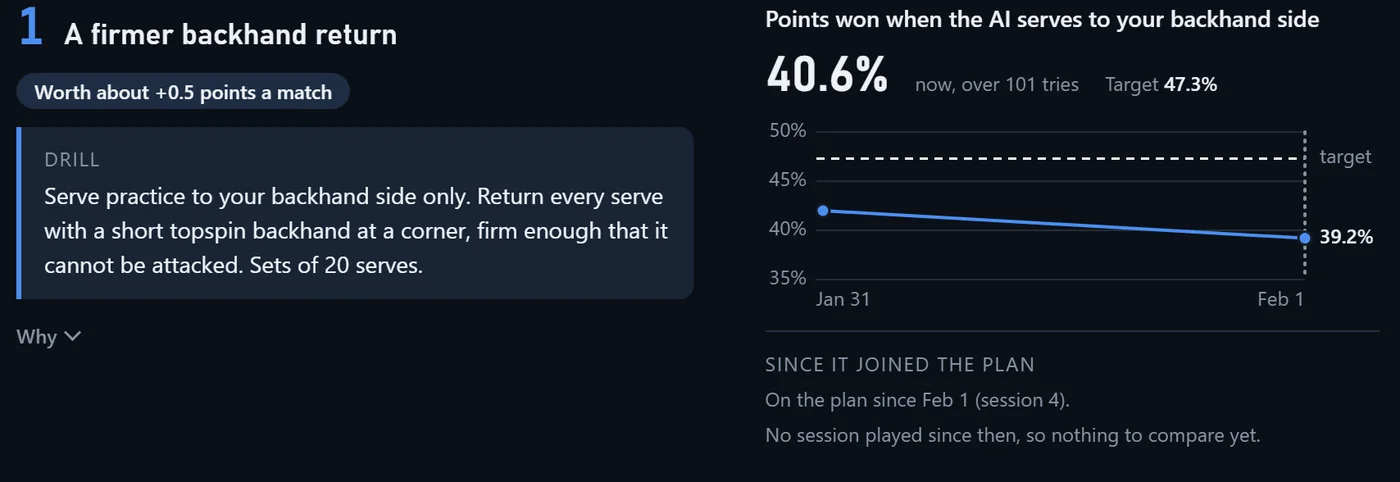 1 A firmer backhand return
Worth about +0.5 points a match
DRILL
Serve practice to your backhand side only. Return every serve
with a short topspin backhand at a corner, firm enough that it
cannot be attacked. Sets of 20 serves.
Why
Points won when the AI serves to your backhand side
40.6% now, over 101 tries Target 47.3%
50%
target
45%
40%
39.2%
35%
Jan 31 Feb 1
SINCE IT JOINED THE PLAN
On the plan since Feb 1 (session 4).
No session played since then, so nothing to compare yet.